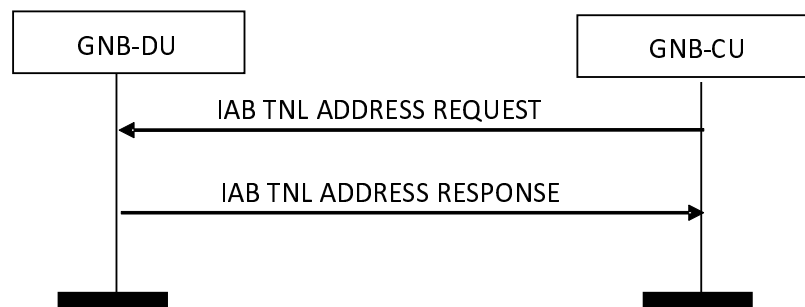 GNB-DU
GNB-CU
IAB TNL ADDRESS REQUEST
IAB TNL ADDRESS RESPONSE